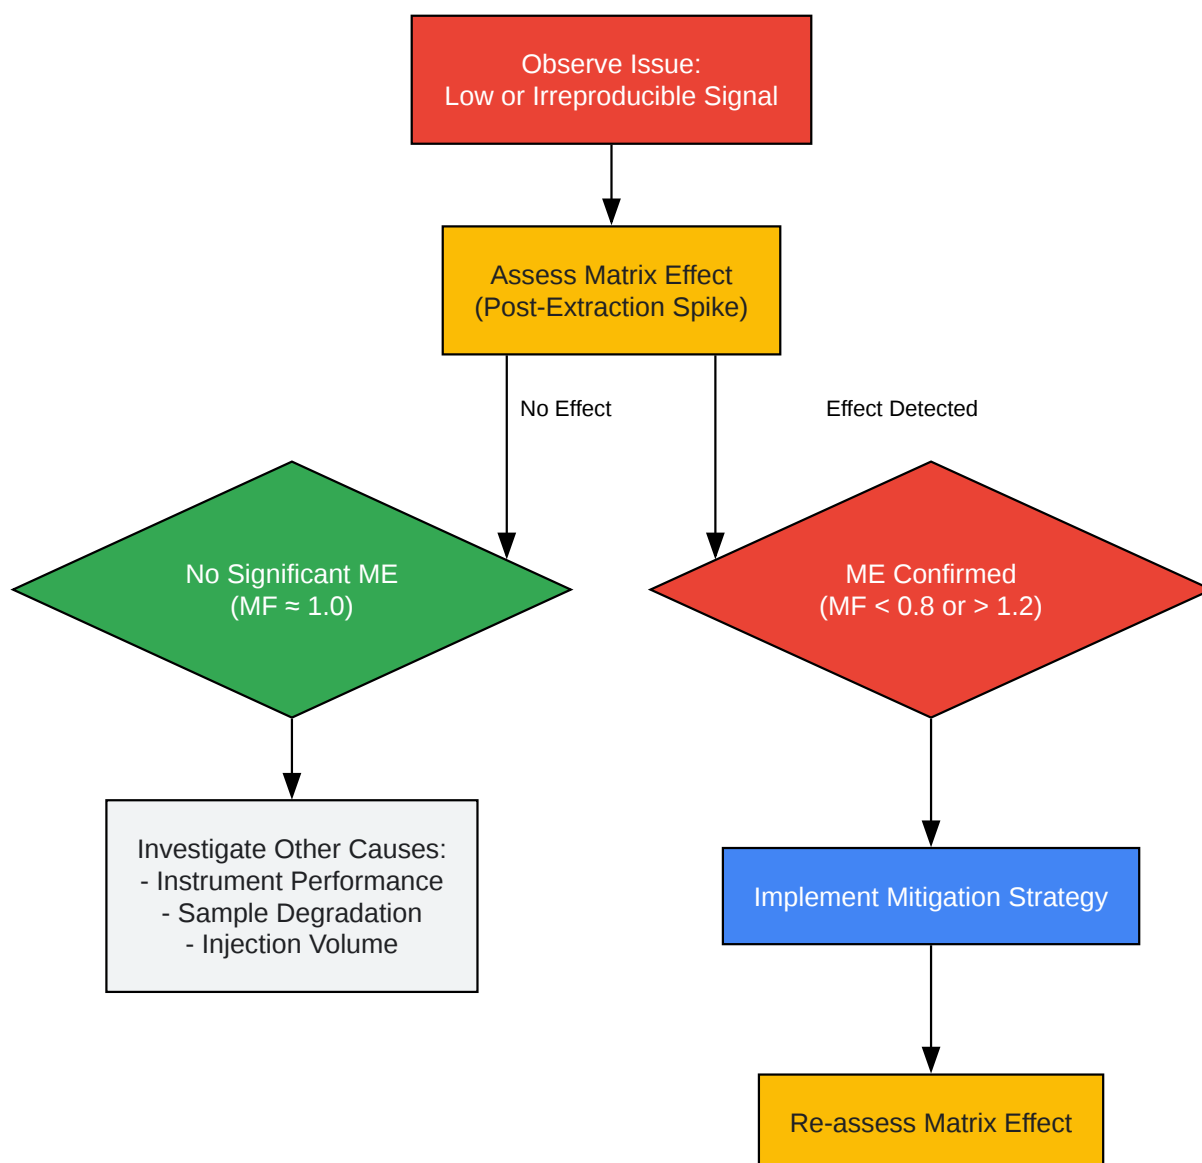 Observe Issue:
Low or Irreproducible Signal
Assess Matrix Effect
(Post-Extraction Spike)
No Effect
Effect Detected
No Significant ME
(MF ≈ 1.0)
ME Confirmed
(MF < 0.8 or > 1.2)
Investigate Other Causes:
- Instrument Performance
- Sample Degradation
- Injection Volume
Implement Mitigation Strategy
Re-assess Matrix Effect